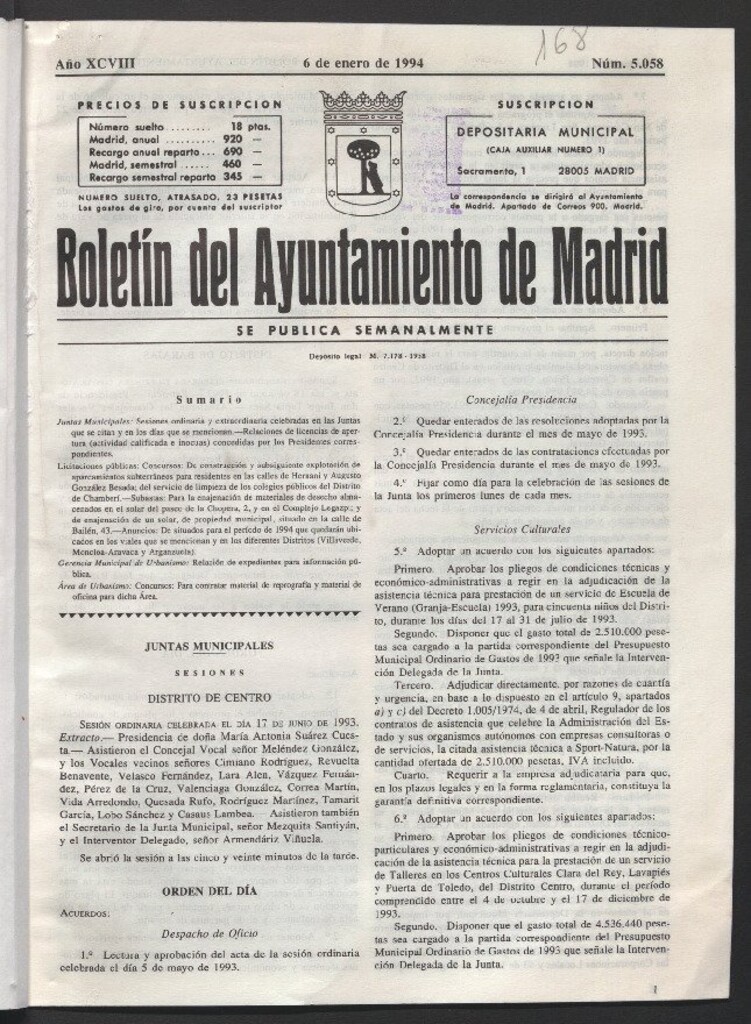 168
Año XCVIII 6 de enero de 1994 Núm. 5.058
PRECIOS DE SUSCRIPCION
Número suelto ......... 18 ptas.
Madrid, anual .......... 920 —
Recargo anual reparto... 690 —
Madrid, semestral ...... 460 —
Recargo semestral reparto 345 —
NUMERO SUELTO, ATRASADO, 23 PESETAS
Los gastos de giro, por cuenta del suscriptor
SUSCRIPCION
DEPOSITARIA MUNICIPAL
(CAJA AUXILIAR NUMERO 1)
Sacramento, 1 28005 MADRID
La correspondencia se dirigirá al Ayuntamiento
de Madrid. Apartado de Correos 900. Madrid.
Boletín del Ayuntamiento de Madrid
SE PUBLICA SEMANALMENTE
Depósito legal: M. 7.178 - 1958
Sumario
Juntas Municipales: Sesiones ordinaria y extraordinaria celebradas en las Juntas
que se citan y en los días que se mencionan.—Relaciones de licencias de aper-
tura (actividad calificada e inocuas) concedidas por los Presidentes corres-
pondientes.
Licitaciones públicas: Concursos: De construcción y subsiguiente explotación de
aparcamientos subterráneos para residentes en las calles de Hernani y Augusto
González Besada; del servicio de limpieza de los colegios públicos del Distrito
de Chamberí.—Subastas: Para la enajenación de materiales de desecho alma-
cenados en el solar del paseo de la Chopera, 2, y en el Complejo Legazpi; y
de enajenación de un solar, de propiedad municipal, situado en la calle de
Bailén, 43.—Anuncios: De situados para el período de 1994 que quedarán ubi-
cados en los viales que se mencionan y en los diferentes Distritos (Villaverde,
Moncloa-Aravaca y Arganzuela).
Gerencia Municipal de Urbanismo: Relación de expedientes para información pú-
blica.
Área de Urbanismo: Concursos: Para contratar material de reprografía y material de
oficina para dicha Área.
JUNTAS MUNICIPALES
SESIONES
DISTRITO DE CENTRO
SESIÓN ORDINARIA CELEBRADA EL DÍA 17 DE JUNIO DE 1993.
Extracto.— Presidencia de doña María Antonia Suárez Cues-
ta.— Asistieron el Concejal Vocal señor Meléndez González,
y los Vocales vecinos señores Cimiano Rodríguez, Revuelta
Benavente, Velasco Fernández, Lara Alen, Vázquez Fernán-
dez, Pérez de la Cruz, Valenciaga González, Correa Martín,
Vida Arredondo, Quesada Rufo, Rodríguez Martínez, Tamarit
García, Lobo Sánchez y Casaus Lambea. Asistieron también
el Secretario de la Junta Municipal, señor Mezquita Santiyán,
y el Interventor Delegado, señor Armendáriz Viñuela.
Se abrió la sesión a las cinco y veinte minutos de la tarde.
ORDEN DEL DÍA
ACUERDOS:
Despacho de Oficio
1.º Lectura y aprobación del acta de la sesión ordinaria
celebrada el día 5 de mayo de 1993.
Concejalía Presidencia
2.º Quedar enterados de las resoluciones adoptadas por la
Concejalía Presidencia durante el mes de mayo de 1993.
3.º Quedar enterados de las contrataciones efectuadas por
la Concejalía Presidencia durante el mes de mayo de 1993.
4.º Fijar como día para la celebración de las sesiones de
la Junta los primeros lunes de cada mes.
Servicios Culturales
5.º Adoptar un acuerdo con los siguientes apartados:
Primero. Aprobar los pliegos de condiciones técnicas y
económico-administrativas a regir en la adjudicación de la
asistencia técnica para prestación de un servicio de Escuela de
Verano (Granja-Escuela) 1993, para cincuenta niños del Distri-
to, durante los días del 17 al 31 de julio de 1993.
Segundo. Disponer que el gasto total de 2.510.000 pese-
tas sea cargado a la partida correspondiente del Presupuesto
Municipal Ordinario de Gastos de 1993 que señale la Interven-
ción Delegada de la Junta.
Tercero. Adjudicar directamente, por razones de cuantía
y urgencia, en base a lo dispuesto en el artículo 9, apartados
a) y c) del Decreto 1.005/1974, de 4 de abril, Regulador de los
contratos de asistencia que celebre la Administración del Es-
tado y sus organismos autónomos con empresas consultoras o
de servicios, la citada asistencia técnica a Sport-Natura, por la
cantidad ofertada de 2.510.000 pesetas, IVA incluido.
Cuarto. Requerir a la empresa adjudicataria para que,
en los plazos legales y en la forma reglamentaria, constituya la
garantía definitiva correspondiente.
6.º Adoptar un acuerdo con los siguientes apartados:
Primero. Aprobar los pliegos de condiciones técnico-
particulares y económico-administrativas a regir en la adjudi-
cación de la asistencia técnica para la prestación de un servicio
de Talleres en los Centros Culturales Clara del Rey, Lavapiés
y Puerta de Toledo, del Distrito Centro, durante el período
comprendido entre el 4 de octubre y el 17 de diciembre de
1993.
Segundo. Disponer que el gasto total de 4.536.440 pese-
tas sea cargado a la partida correspondiente del Presupuesto
Municipal Ordinario de Gastos de 1993 que señale la Interven-
ción Delegada de la Junta.
1